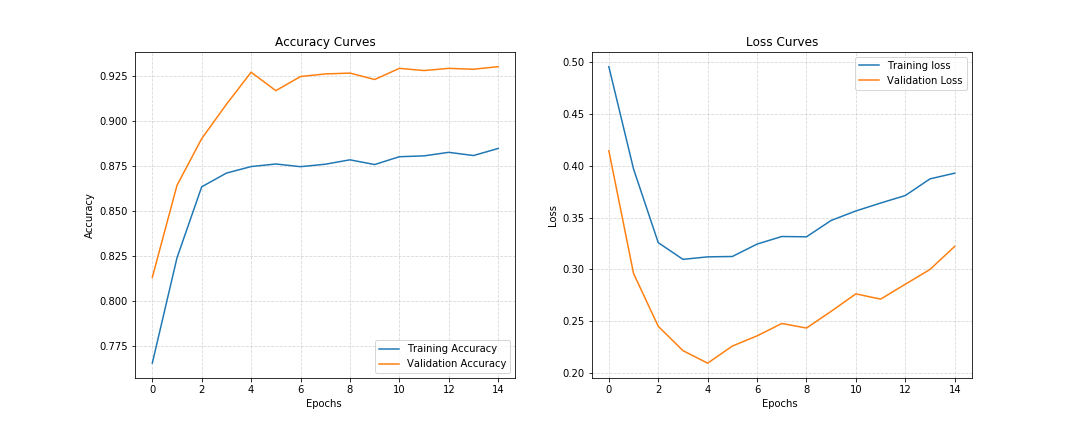 Accuracy Curves
Accuracy
0.925
0.900
0.875
0.850
0.825
0.800
0.775
Training Accuracy
Validation Accuracy
0 2 4 6 8 10 12 14
Epochs
Loss Curves
Loss
0.50
0.45
0.40
0.35
0.30
0.25
0.20
Training loss
Validation Loss
0 2 4 6 8 10 12 14
Epochs